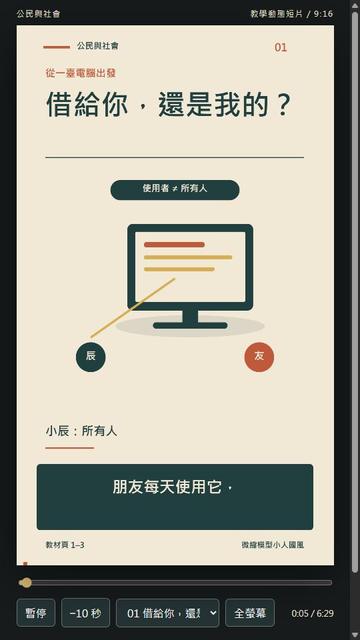 公民與社會
教學動態短片 / 9:16
公民與社會
01
從一臺電腦出發
借給你，還是我的？
使用者 ≠ 所有人
辰
友
小辰：所有人
朋友每天使用它，
教材頁 1–3
微縮模型小人國風
暫停
−10 秒
01 借給你，還是
全螢幕
0:05 / 6:29